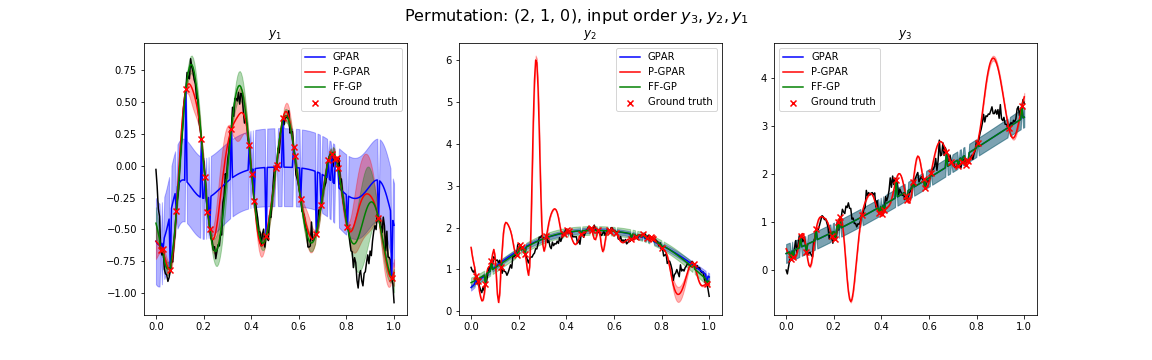 Permutation: (2, 1, 0), input order y₃, y₂, y₁
y₁
GPAR
P-GPAR
FF-GP
Ground truth
0.75
0.50
0.25
0.00
−0.25
−0.50
−0.75
−1.00
0.0 0.2 0.4 0.6 0.8 1.0
y₂
GPAR
P-GPAR
FF-GP
Ground truth
6
5
4
3
2
1
0
0.0 0.2 0.4 0.6 0.8 1.0
y₃
GPAR
P-GPAR
FF-GP
Ground truth
4
3
2
1
0
0.0 0.2 0.4 0.6 0.8 1.0